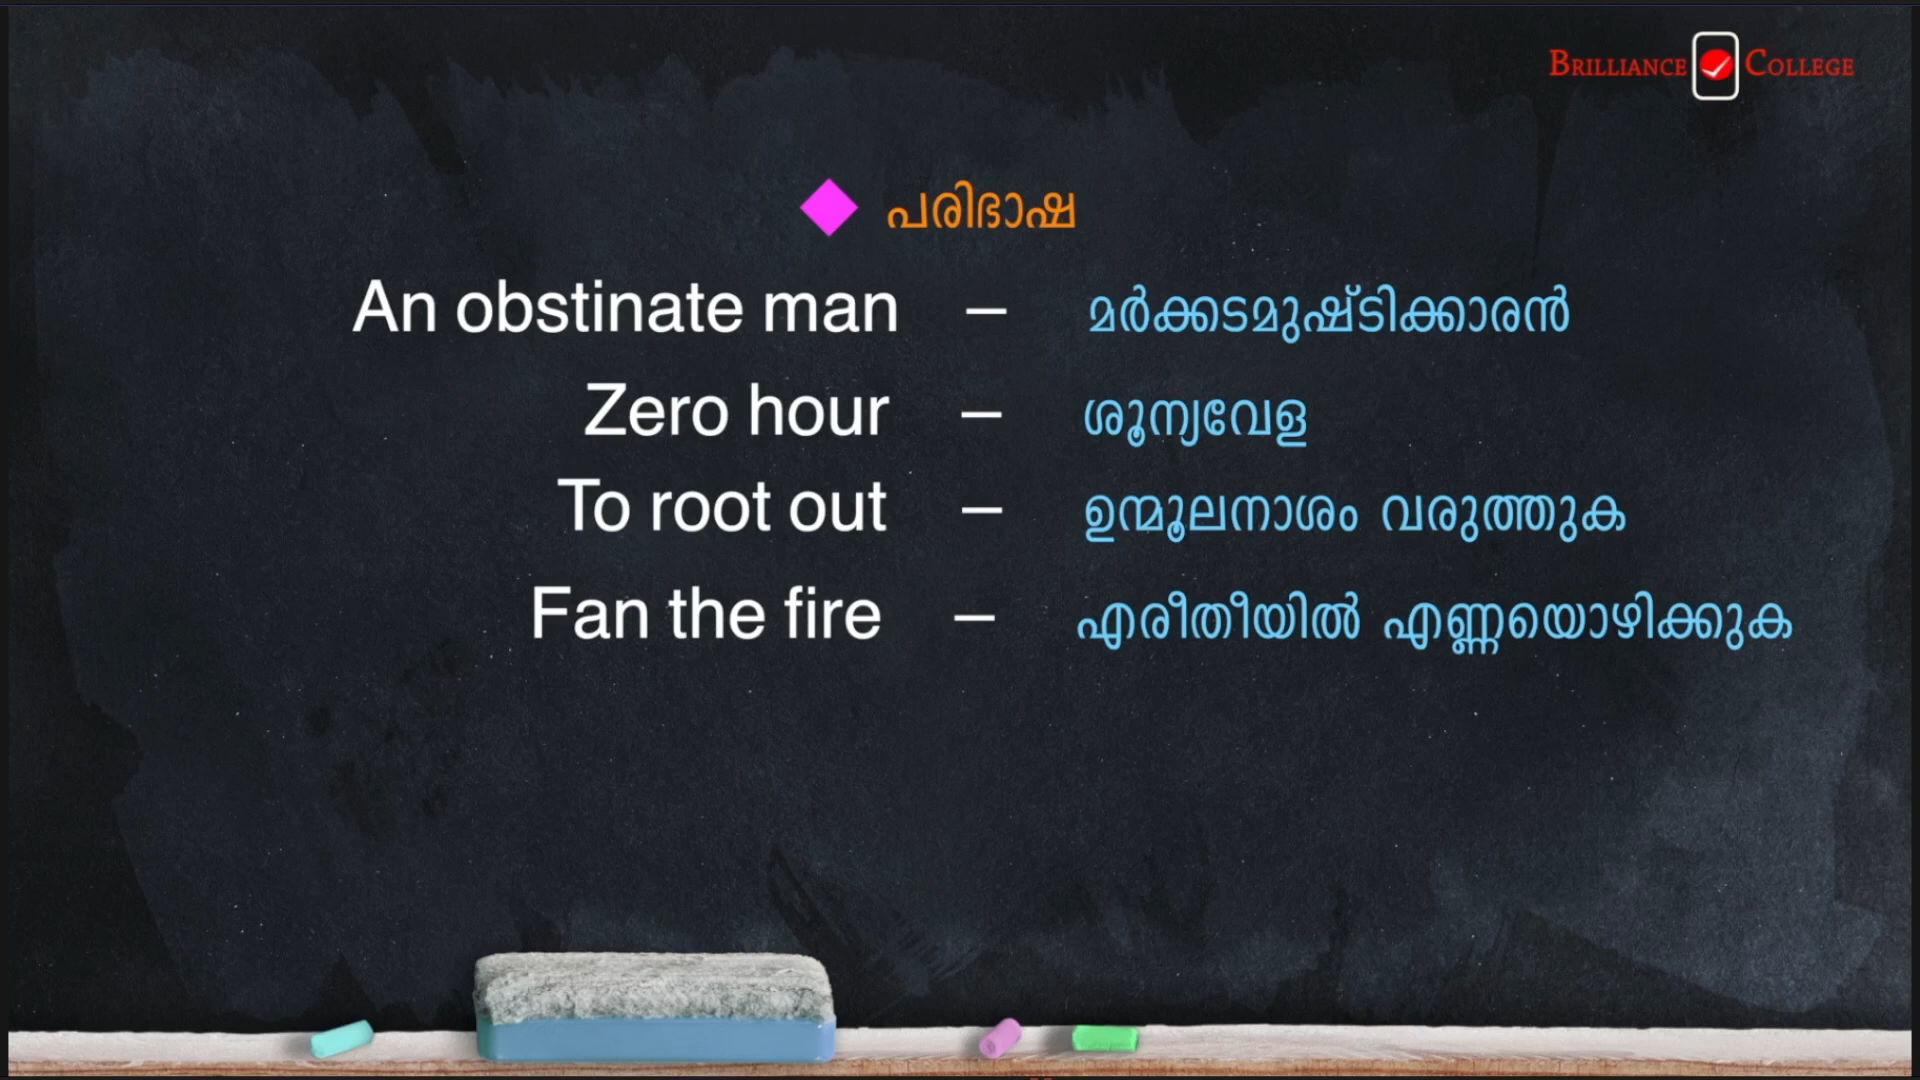 BRILLIANCE COLLEGE
പരിഭാഷ
An obstinate man – മർക്കടമുഷ്ടിക്കാരൻ
Zero hour – ശൂന്യവേള
To root out – ഉന്മൂലനാശം വരുത്തുക
Fan the fire – എരീതീയിൽ എണ്ണയൊഴിക്കുക